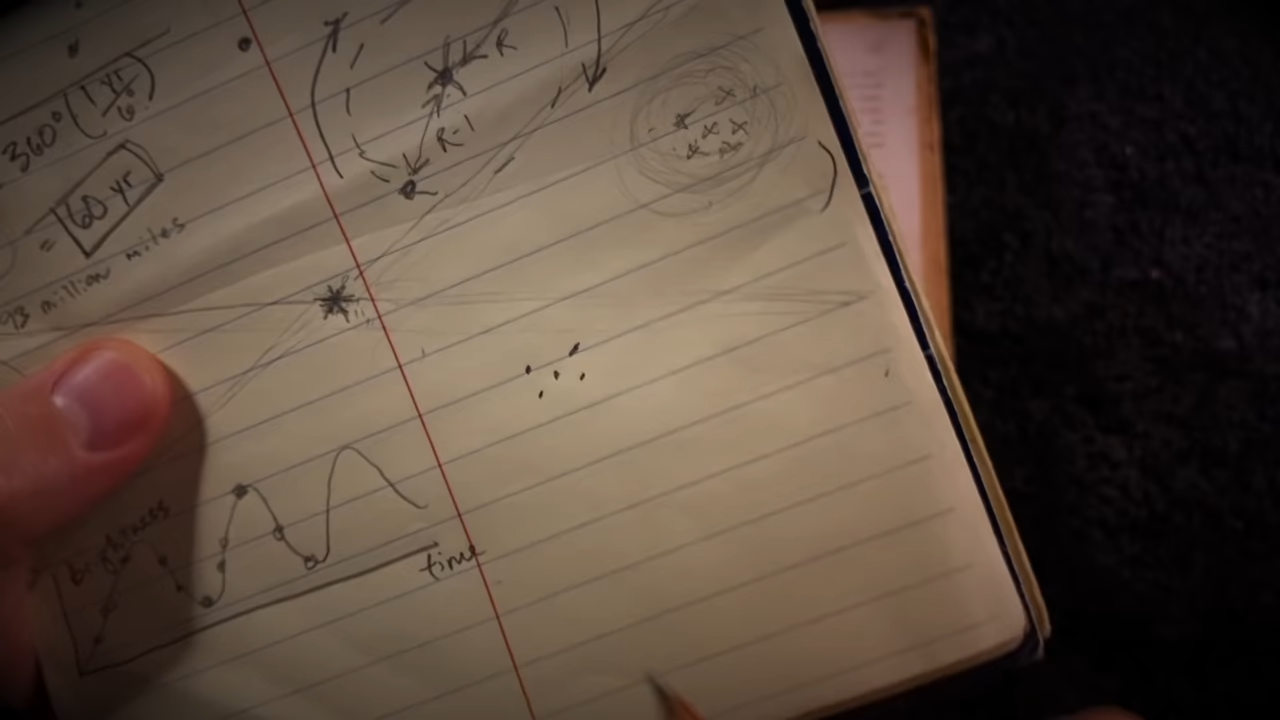 360° (1 yr / 6°)
= 60 yr
93 million miles
R
R-1
Brightness
time